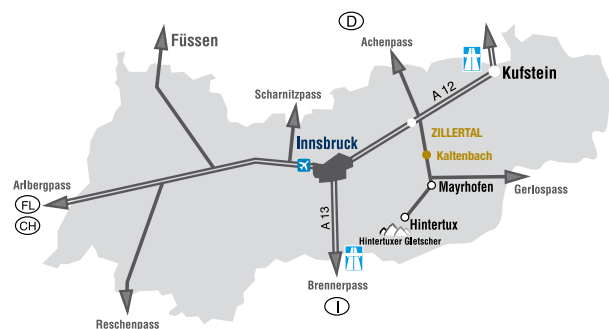 D
Füssen
Achenpass
Kufstein
Scharnitzpass
A 12
Innsbruck
ZILLERTAL
Kaltenbach
Arlbergpass
Mayrhofen
Gerlospass
FL
CH
A 13
Hintertux
Hintertuxer Gletscher
Brennerpass
I
Reschenpass